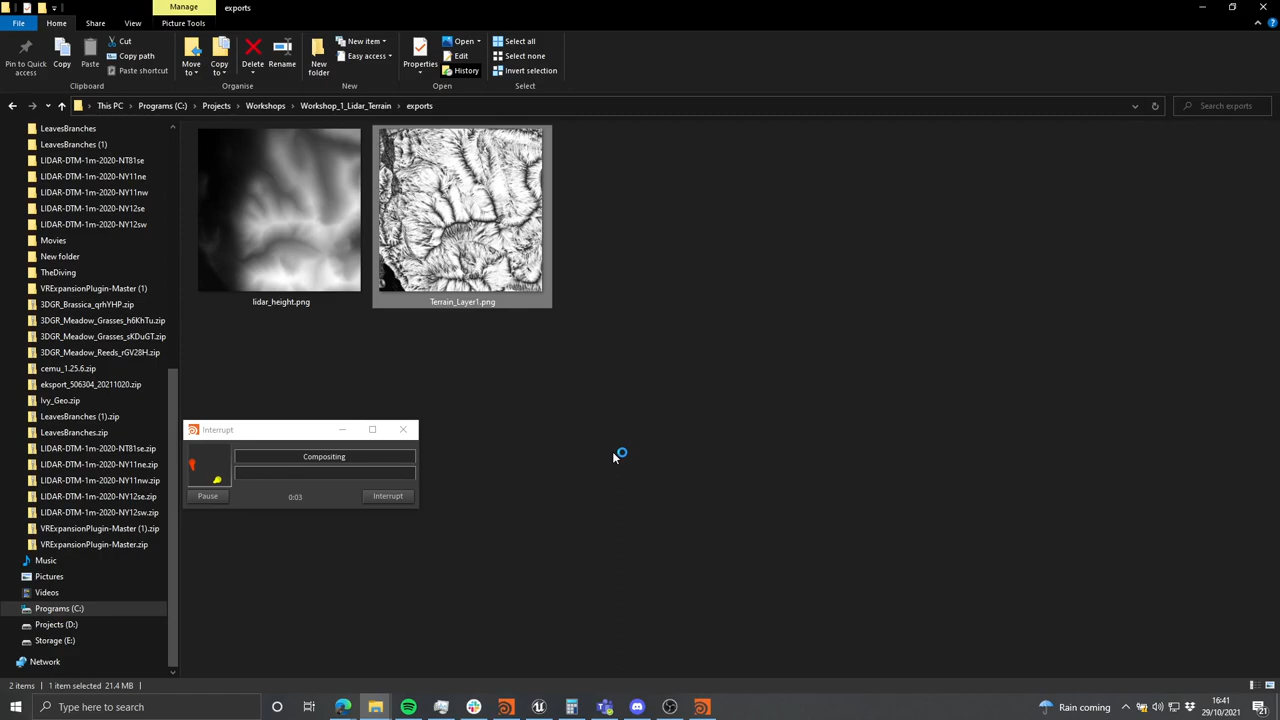 Manage
exports
File
Home
Share
View
Picture Tools
Pin to Quick access
Copy
Paste
Cut
Copy path
Paste shortcut
Clipboard
Move to
Copy to
Delete
Rename
Organise
New folder
New item
Easy access
New
Properties
Open
Edit
History
Open
Select all
Select none
Invert selection
Select
This PC
Programs (C:)
Projects
Workshops
Workshop_1_Lidar_Terrain
exports
Search exports
LeavesBranches
LeavesBranches (1)
LIDAR-DTM-1m-2020-NT81se
LIDAR-DTM-1m-2020-NY11ne
LIDAR-DTM-1m-2020-NY11nw
LIDAR-DTM-1m-2020-NY12se
LIDAR-DTM-1m-2020-NY12sw
Movies
New folder
TheDiving
VRExpansionPlugin-Master (1)
3DGR_Brassica_qrhYHP.zip
3DGR_Meadow_Grasses_h6KhTu.zip
3DGR_Meadow_Grasses_sKDuGT.zip
3DGR_Meadow_Reeds_rGV28H.zip
cemu_1.25.6.zip
eksport_506304_20211020.zip
Ivy_Geo.zip
LeavesBranches (1).zip
LeavesBranches.zip
LIDAR-DTM-1m-2020-NT81se.zip
LIDAR-DTM-1m-2020-NY11ne.zip
LIDAR-DTM-1m-2020-NY11nw.zip
LIDAR-DTM-1m-2020-NY12se.zip
LIDAR-DTM-1m-2020-NY12sw.zip
VRExpansionPlugin-Master (1).zip
VRExpansionPlugin-Master.zip
Music
Pictures
Videos
Programs (C:)
Projects (D:)
Storage (E:)
Network
lidar_height.png
Terrain_Layer1.png
Interrupt
Compositing
Pause
0:03
Interrupt
2 items
1 item selected 21.4 MB
Type here to search
Rain coming
16:41
29/10/2021